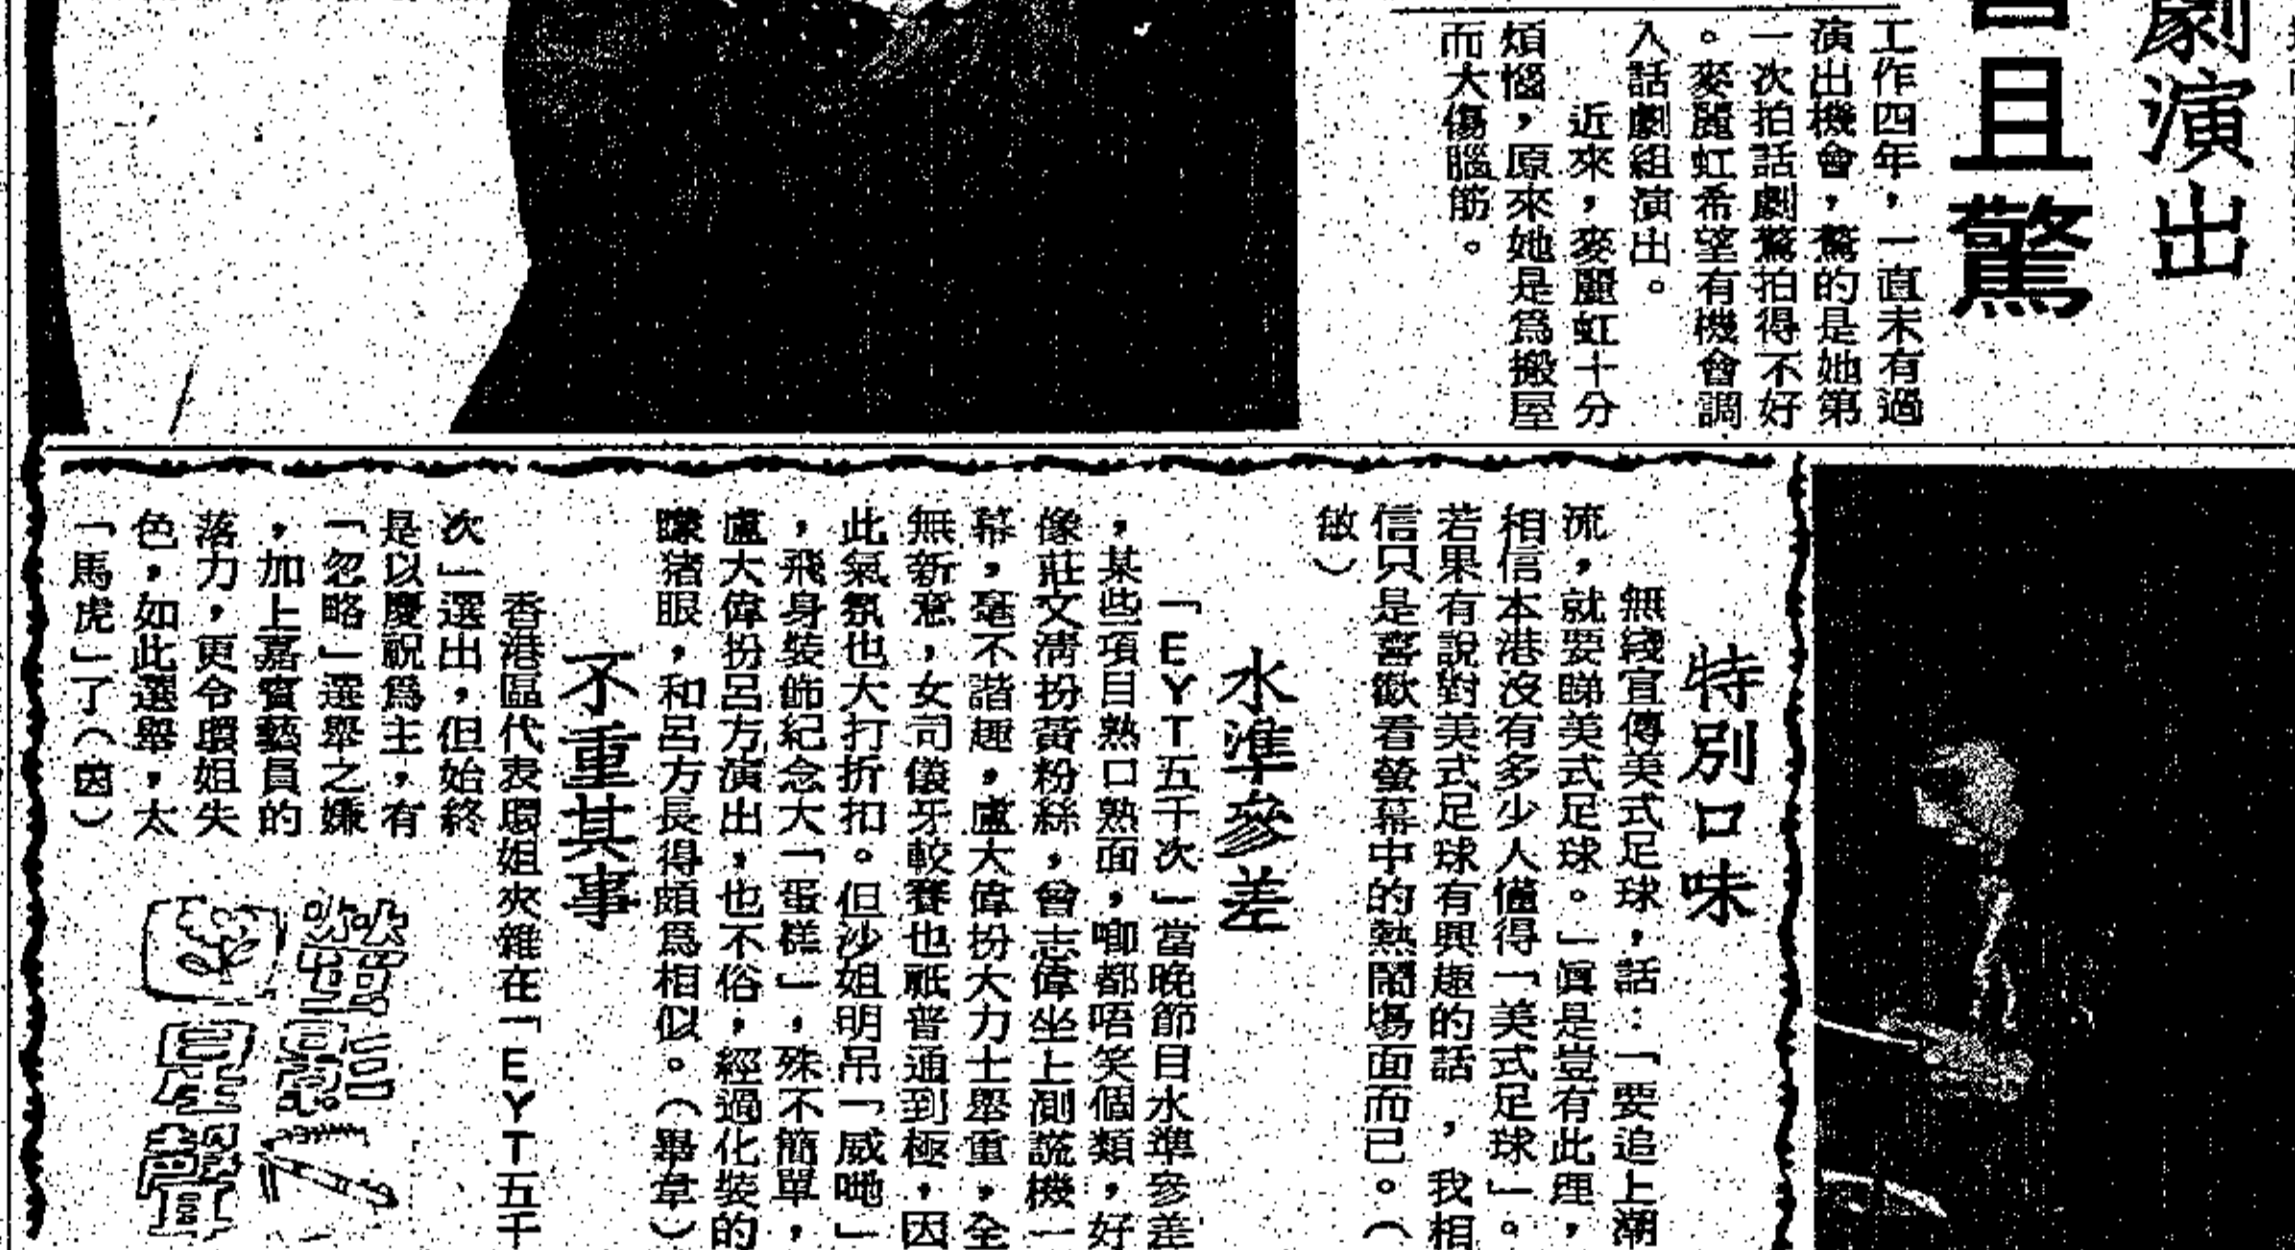 劇演出
且驚
工作四年，一直未有過
演出機會，驚的是她第
一次拍話劇驚拍得不好
。麥麗虹希望有機會調
入話劇組演出。
近來，麥麗虹十分
煩惱，原來她是為搬屋
而大傷腦筋。
特別口味
無綫宣傳美式足球，話：「要追上潮
流，就要睇美式足球。」真是豈有此理，
相信本港沒有多少人懂得「美式足球」。
若果有說對美式足球有興趣的話，我相
信只是喜歡看螢幕中的熱鬧場面而已。（
敏）
水準參差
「EYT五千次」當晚節目水準參差
，某些項目熟口熟面，啷都唔笑個類，好
像莊文清扮黃粉絲，曾志偉坐上測謊機一
幕，毫不諧趣，盧大偉扮大力士舉重，全
無新意，女司儀牙較賽也祇普通到極，因
此氣氛也大打折扣。但沙姐明吊「威吔」
，飛身裝飾紀念大「蛋糕」，殊不簡單，
盧大偉扮呂方演出，也不俗，經過化裝的
矇猪眼，和呂方長得頗為相似。（畢韋）
不重其事
香港區代表環姐夾雜在「EYT五千
次」選出，但始終
是以慶祝為主，有
「忽略」選舉之嫌
，加上嘉賓藝員的
落力，更令環姐失
色，如此選舉，太
「馬虎」了（茵）
熒幕
星聲